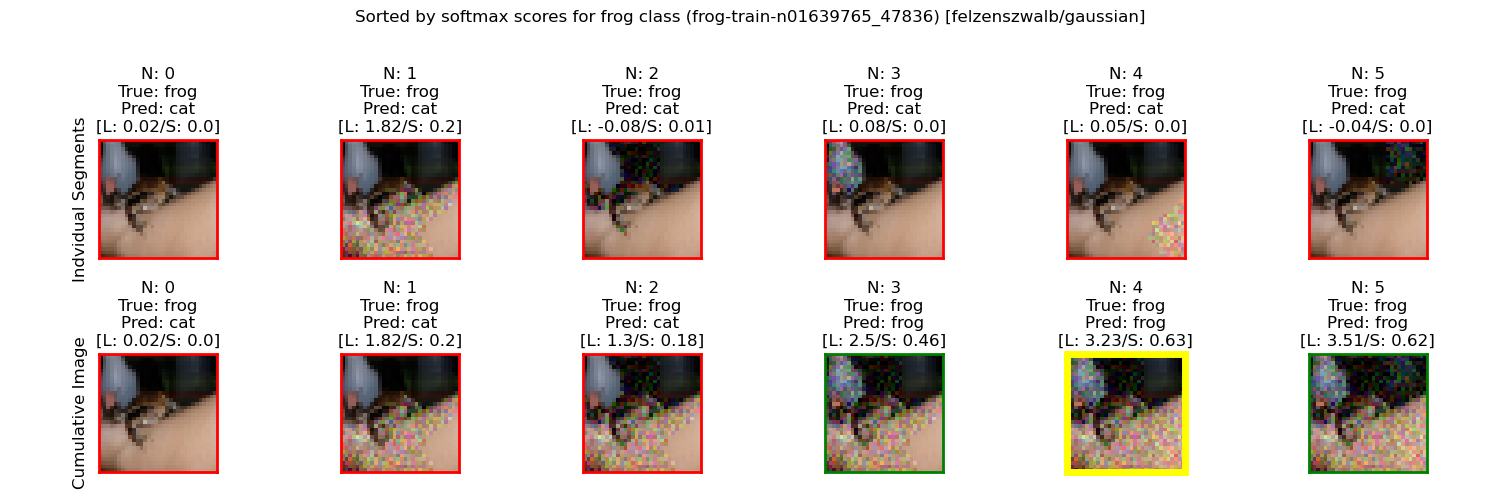 Sorted by softmax scores for frog class (frog-train-n01639765_47836) [felzenszwalb/gaussian]
Indvidual Segments
N: 0
True: frog
Pred: cat
[L: 0.02/S: 0.0]
N: 1
True: frog
Pred: cat
[L: 1.82/S: 0.2]
N: 2
True: frog
Pred: cat
[L: -0.08/S: 0.01]
N: 3
True: frog
Pred: cat
[L: 0.08/S: 0.0]
N: 4
True: frog
Pred: cat
[L: 0.05/S: 0.0]
N: 5
True: frog
Pred: cat
[L: -0.04/S: 0.0]
Cumulative Image
N: 0
True: frog
Pred: cat
[L: 0.02/S: 0.0]
N: 1
True: frog
Pred: cat
[L: 1.82/S: 0.2]
N: 2
True: frog
Pred: cat
[L: 1.3/S: 0.18]
N: 3
True: frog
Pred: frog
[L: 2.5/S: 0.46]
N: 4
True: frog
Pred: frog
[L: 3.23/S: 0.63]
N: 5
True: frog
Pred: frog
[L: 3.51/S: 0.62]